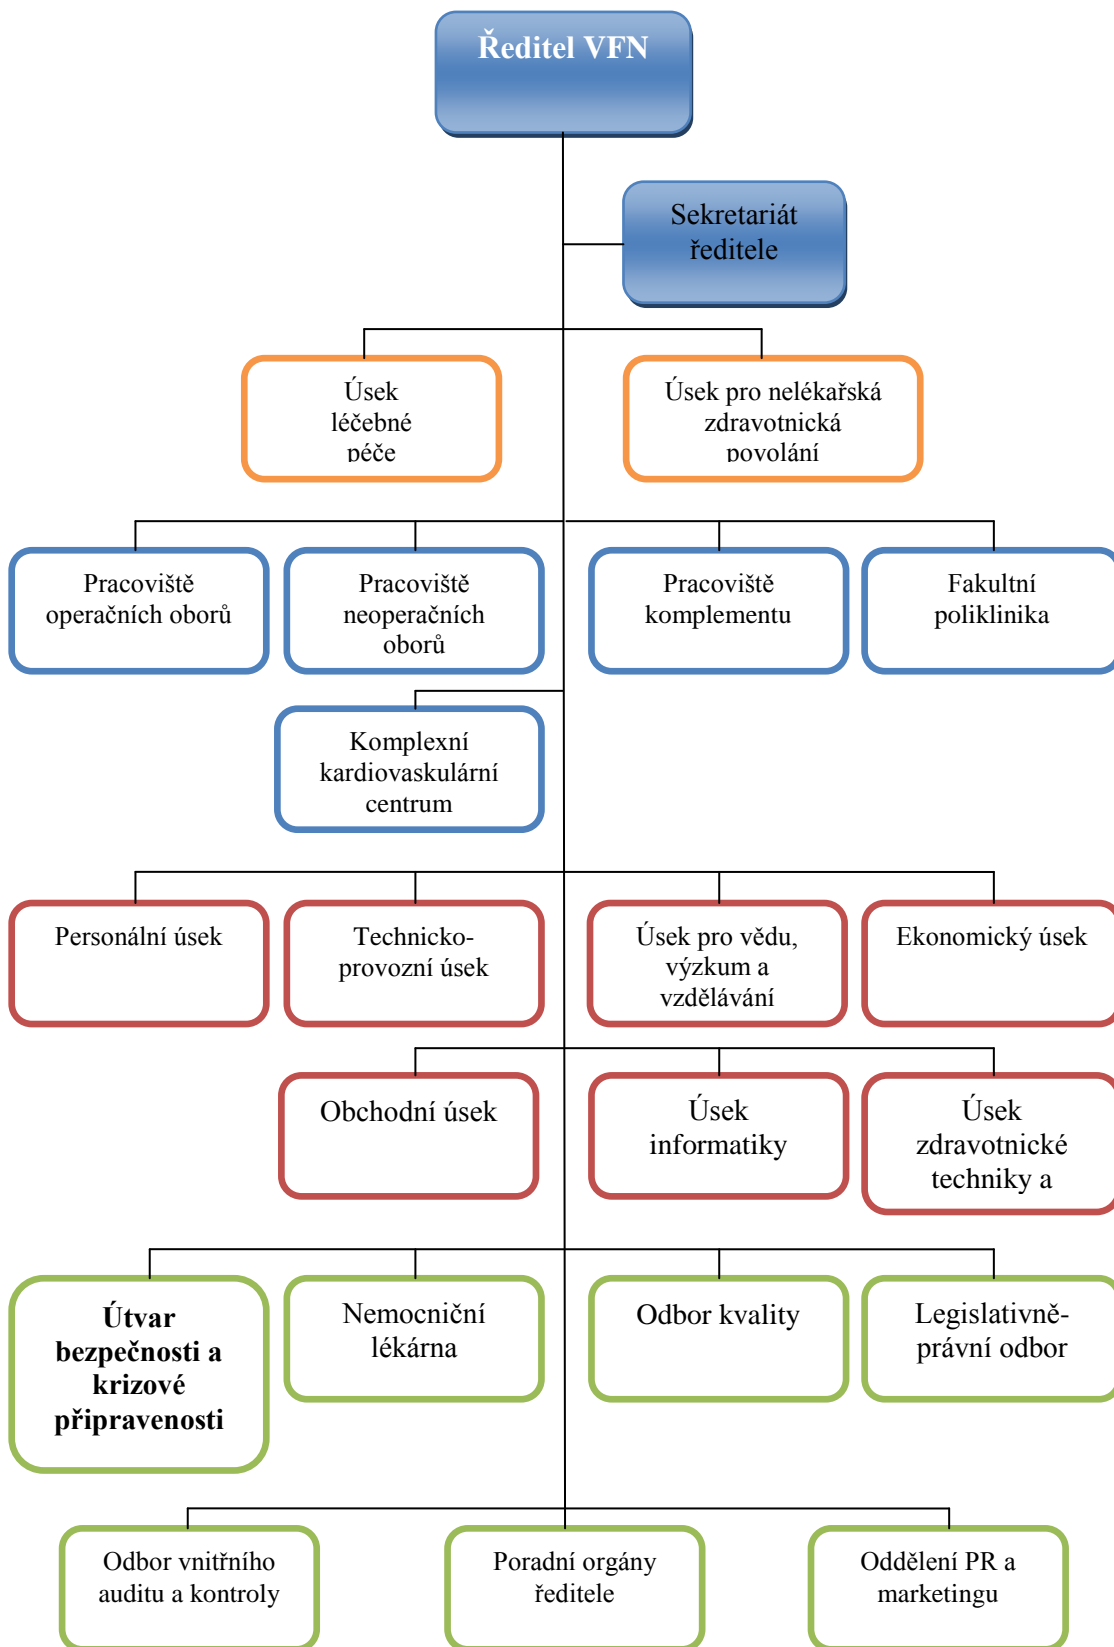 Ředitel VFN
Sekretariát
ředitele
Úsek
léčebné
péče
Úsek pro nelékařská
zdravotnická
povolání
Pracoviště
operačních oborů
Pracoviště
neoperačních
oborů
Pracoviště
komplementu
Fakultní
poliklinika
Komplexní
kardiovaskulární
centrum
Personální úsek
Technicko-
provozní úsek
Úsek pro vědu,
výzkum a
vzdělávání
Ekonomický úsek
Obchodní úsek
Úsek
informatiky
Úsek
zdravotnické
techniky a
Útvar
bezpečnosti a
krizové
připravenosti
Nemocniční
lékárna
Odbor kvality
Legislativně-
právní odbor
Odbor vnitřního
auditu a kontroly
Poradní orgány
ředitele
Oddělení PR a
marketingu